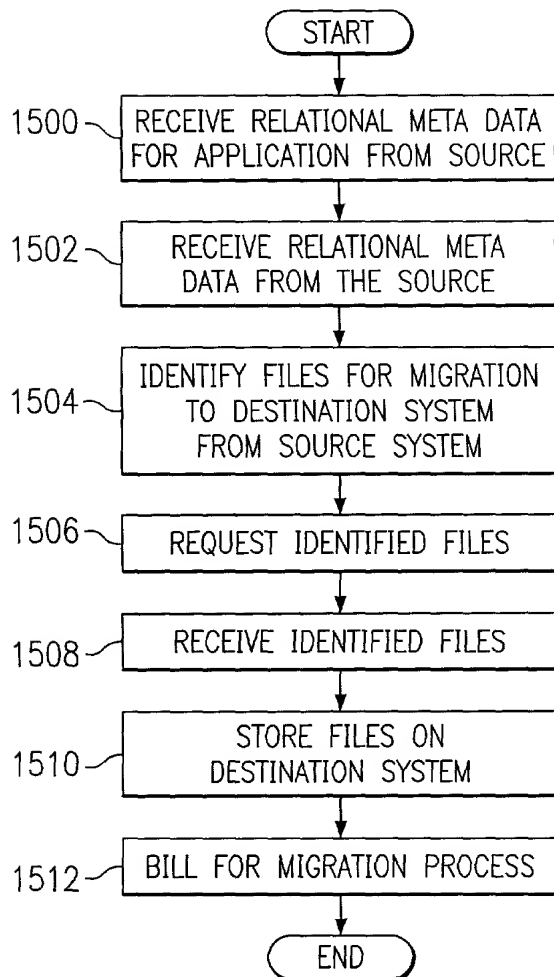 START
1500
RECEIVE RELATIONAL META DATA
FOR APPLICATION FROM SOURCE
1502
RECEIVE RELATIONAL META
DATA FROM THE SOURCE
1504
IDENTIFY FILES FOR MIGRATION
TO DESTINATION SYSTEM
FROM SOURCE SYSTEM
1506
REQUEST IDENTIFIED FILES
1508
RECEIVE IDENTIFIED FILES
1510
STORE FILES ON
DESTINATION SYSTEM
1512
BILL FOR MIGRATION PROCESS
END